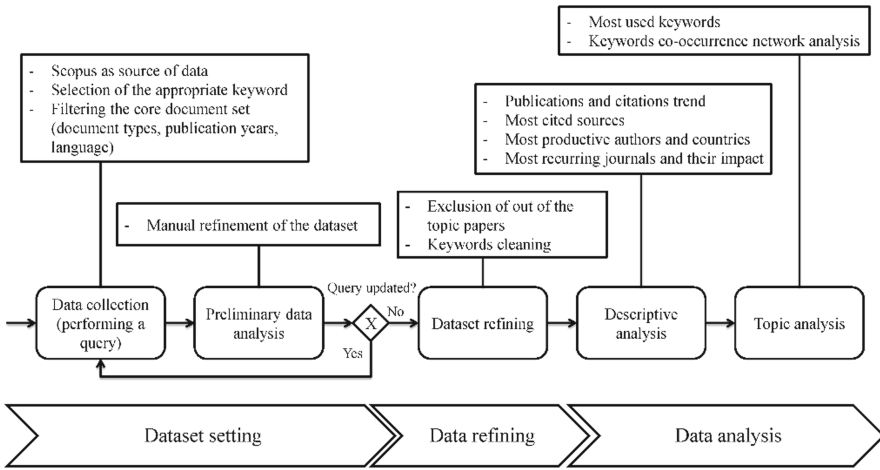 - Most used keywords
- Keywords co-occurrence network analysis
- Scopus as source of data
- Selection of the appropriate keyword
- Filtering the core document set
(document types, publication years,
language)
- Publications and citations trend
- Most cited sources
- Most productive authors and countries
- Most recurring journals and their impact
- Manual refinement of the dataset
- Exclusion of out of the
topic papers
- Keywords cleaning
Data collection
(performing a
query)
Preliminary data
analysis
Query updated?
X
No
Yes
Dataset refining
Descriptive
analysis
Topic analysis
Dataset setting
Data refining
Data analysis